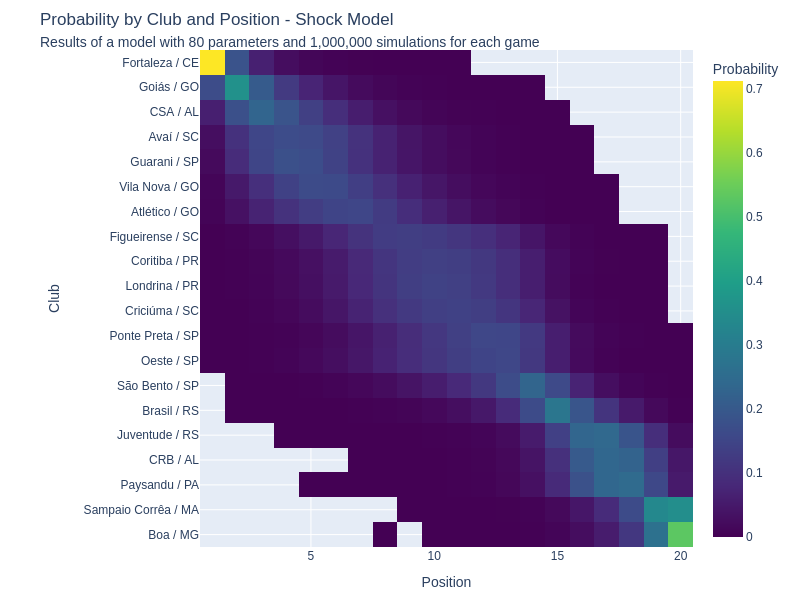 Probability by Club and Position - Shock Model
Results of a model with 80 parameters and 1,000,000 simulations for each game
Probability
Fortaleza / CE
Goiás / GO
CSA / AL
Avaí / SC
Guarani / SP
Vila Nova / GO
Atlético / GO
Figueirense / SC
Coritiba / PR
Londrina / PR
Criciúma / SC
Ponte Preta / SP
Oeste / SP
São Bento / SP
Brasil / RS
Juventude / RS
CRB / AL
Paysandu / PA
Sampaio Corrêa / MA
Boa / MG
Club
5
10
15
20
Position
0.7
0.6
0.5
0.4
0.3
0.2
0.1
0